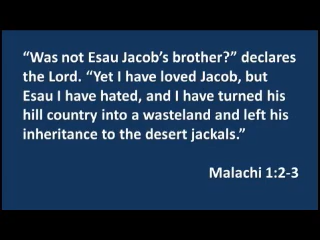 “Was not Esau Jacob’s brother?” declares
the Lord. “Yet I have loved Jacob, but
Esau I have hated, and I have turned his
hill country into a wasteland and left his
inheritance to the desert jackals.”
Malachi 1:2-3